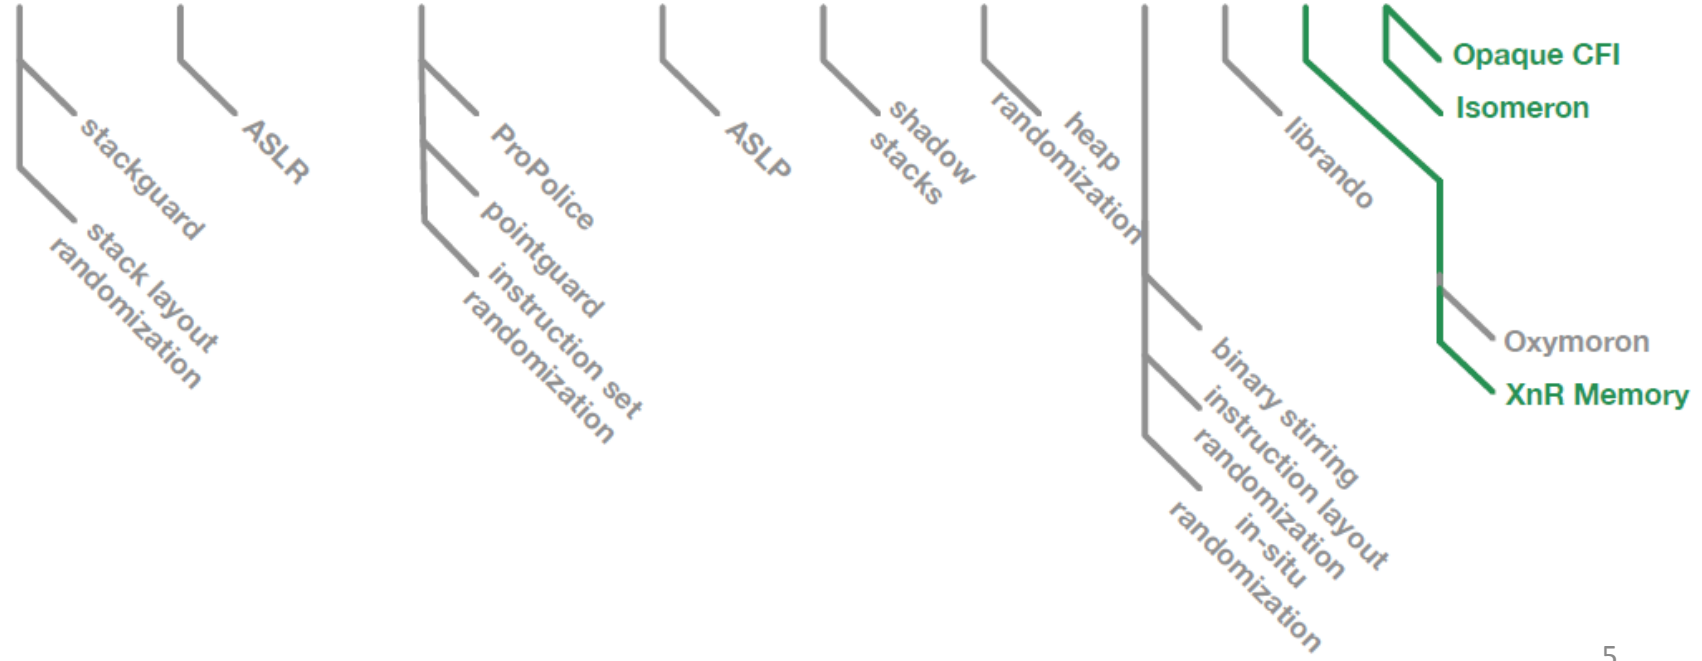 stackguard
stack layout
randomization
ASLR
ProPolice
pointguard
instruction set
randomization
ASLP
shadow
stacks
heap
randomization
binary stirring
instruction layout
randomization
in-situ
randomization
librando
Opaque CFI
Isomeron
Oxymoron
XnR Memory
5